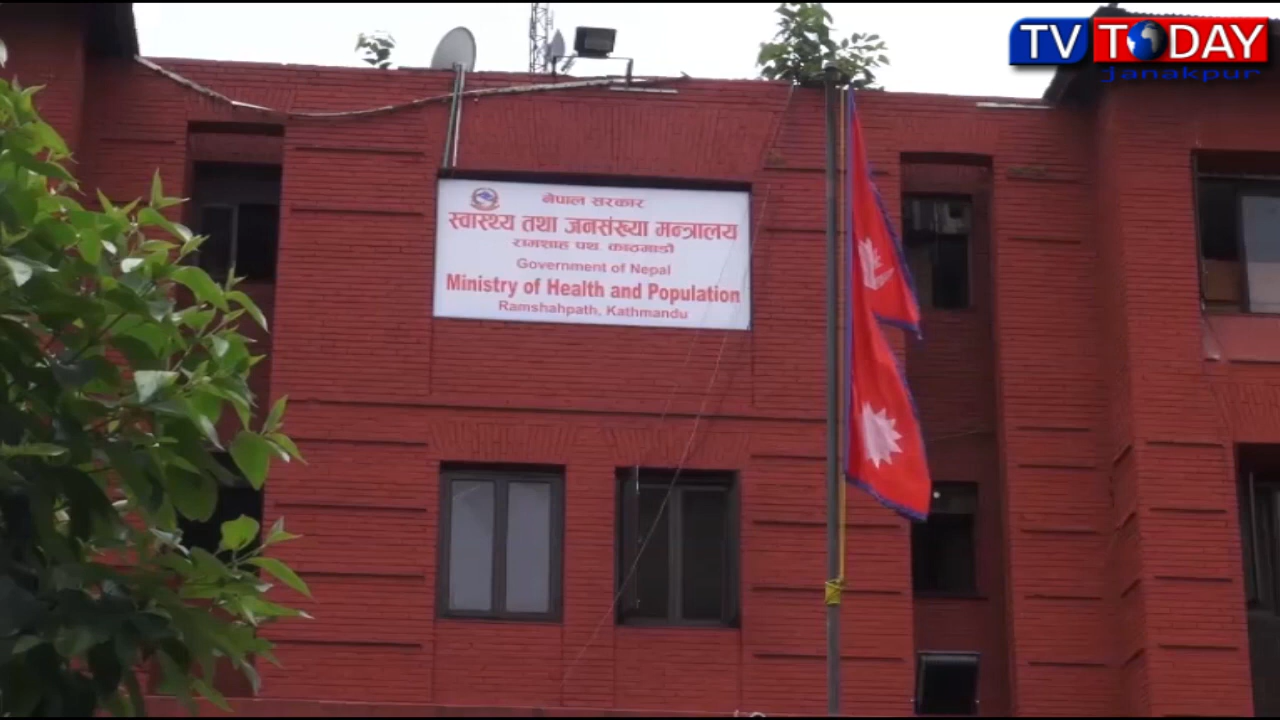 TV TODAY
janakpur
नेपाल सरकार
स्वास्थ्य तथा जनसंख्या मन्त्रालय
रामशाह पथ काठमाडौं
Government of Nepal
Ministry of Health and Population
Ramshahpath, Kathmandu